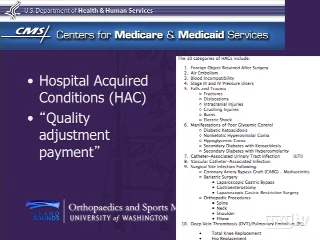 U.S. Department of Health & Human Services
CMS Centers for Medicare & Medicaid Services
• Hospital Acquired
Conditions (HAC)
• “Quality
adjustment
payment”
The 10 categories of HACs include:
1. Foreign Object Retained After Surgery
2. Air Embolism
3. Blood Incompatibility
4. Stage III and IV Pressure Ulcers
5. Falls and Trauma
Fractures
Dislocations
Intracranial Injuries
Crushing Injuries
Burns
Electric Shock
6. Manifestations of Poor Glycemic Control
Diabetic Ketoacidosis
Nonketotic Hyperosmolar Coma
Hypoglycemic Coma
Secondary Diabetes with Ketoacidosis
Secondary Diabetes with Hyperosmolarity
7. Catheter-Associated Urinary Tract Infection (UTI)
8. Vascular Catheter-Associated Infection
9. Surgical Site Infection Following:
Coronary Artery Bypass Graft (CABG) - Mediastinitis
Bariatric Surgery
Laparoscopic Gastric Bypass
Gastroenterostomy
Laparoscopic Gastric Restrictive Surgery
Orthopedic Procedures
Spine
Neck
Shoulder
Elbow
10. Deep Vein Thrombosis (DVT)/Pulmonary Embolism (PE)
Total Knee Replacement
Hip Replacement
Orthopaedics and Sports M
UNIVERSITY of WASHINGTON